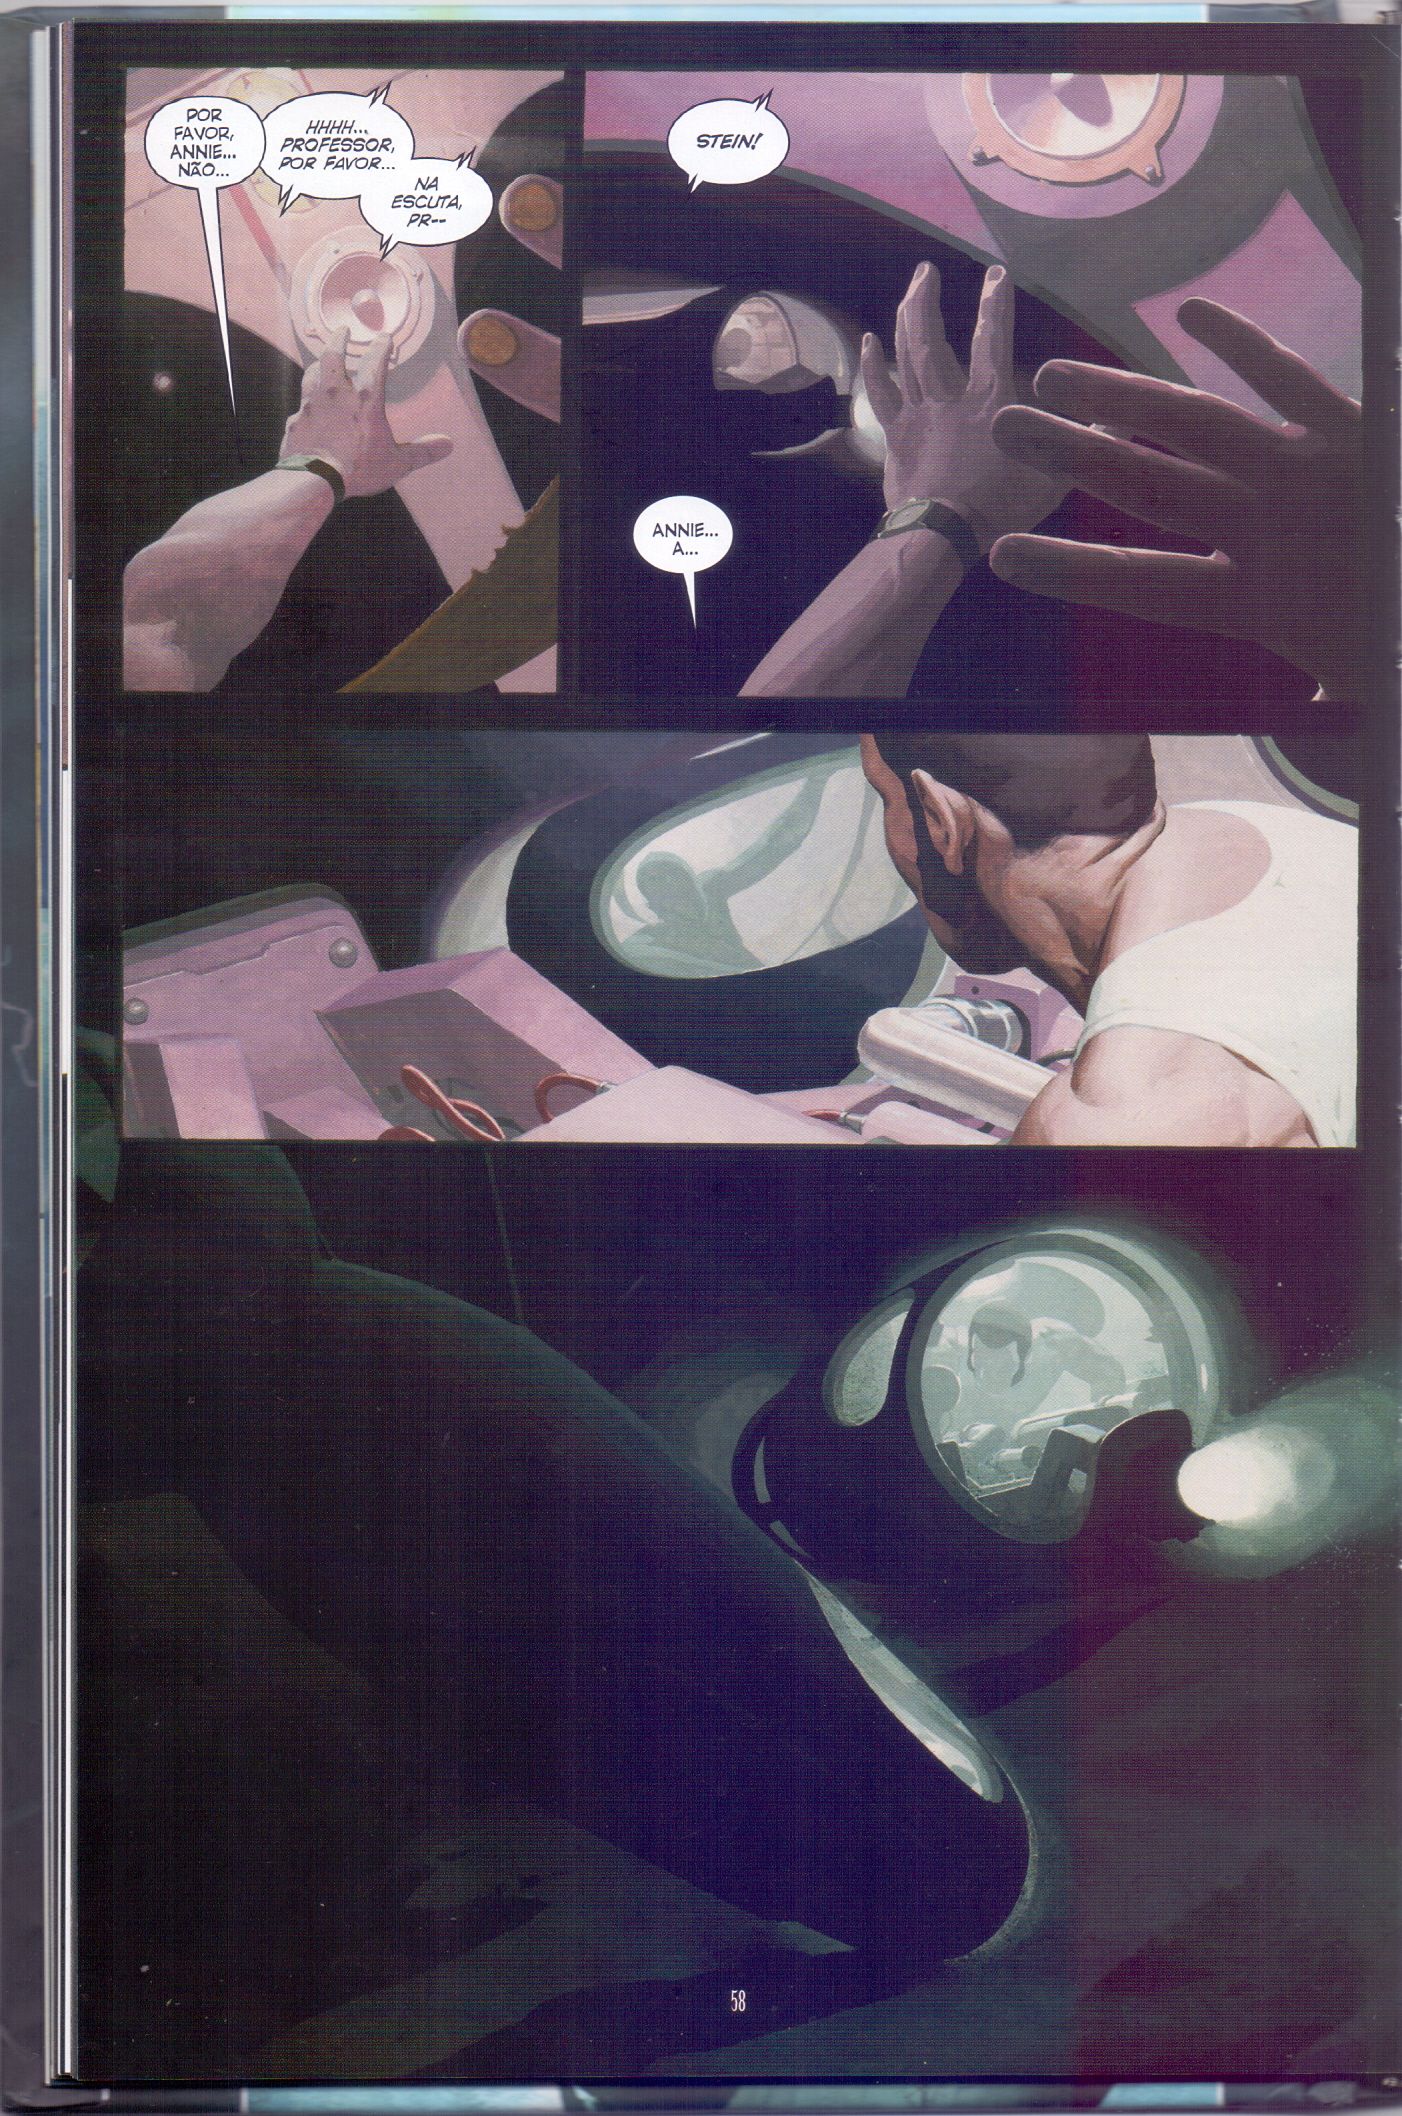 POR
FAVOR,
ANNIE...
NÃO...
HHHH...
PROFESSOR,
POR FAVOR...
NA
ESCUTA,
PR--
STEIN!
ANNIE...
A...
58